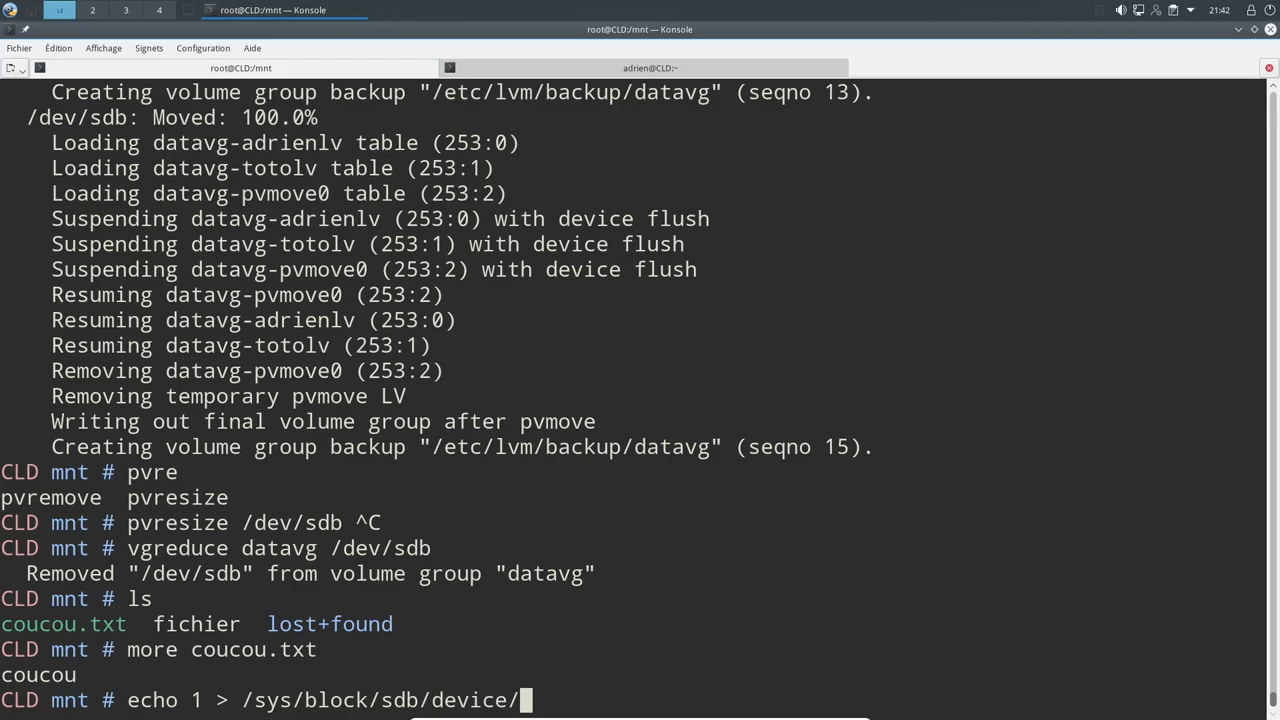 2
3
4
root@CLD:/mnt — Konsole
21:42
root@CLD:/mnt — Konsole
Fichier Édition Affichage Signets Configuration Aide
root@CLD:/mnt
adrien@CLD:~
Creating volume group backup "/etc/lvm/backup/datavg" (seqno 13).
/dev/sdb: Moved: 100.0%
Loading datavg-adrienlv table (253:0)
Loading datavg-totolv table (253:1)
Loading datavg-pvmove0 table (253:2)
Suspending datavg-adrienlv (253:0) with device flush
Suspending datavg-totolv (253:1) with device flush
Suspending datavg-pvmove0 (253:2) with device flush
Resuming datavg-pvmove0 (253:2)
Resuming datavg-adrienlv (253:0)
Resuming datavg-totolv (253:1)
Removing datavg-pvmove0 (253:2)
Removing temporary pvmove LV
Writing out final volume group after pvmove
Creating volume group backup "/etc/lvm/backup/datavg" (seqno 15).
CLD mnt # pvre
pvremove pvresize
CLD mnt # pvresize /dev/sdb ^C
CLD mnt # vgreduce datavg /dev/sdb
Removed "/dev/sdb" from volume group "datavg"
CLD mnt # ls
coucou.txt fichier lost+found
CLD mnt # more coucou.txt
coucou
CLD mnt # echo 1 > /sys/block/sdb/device/